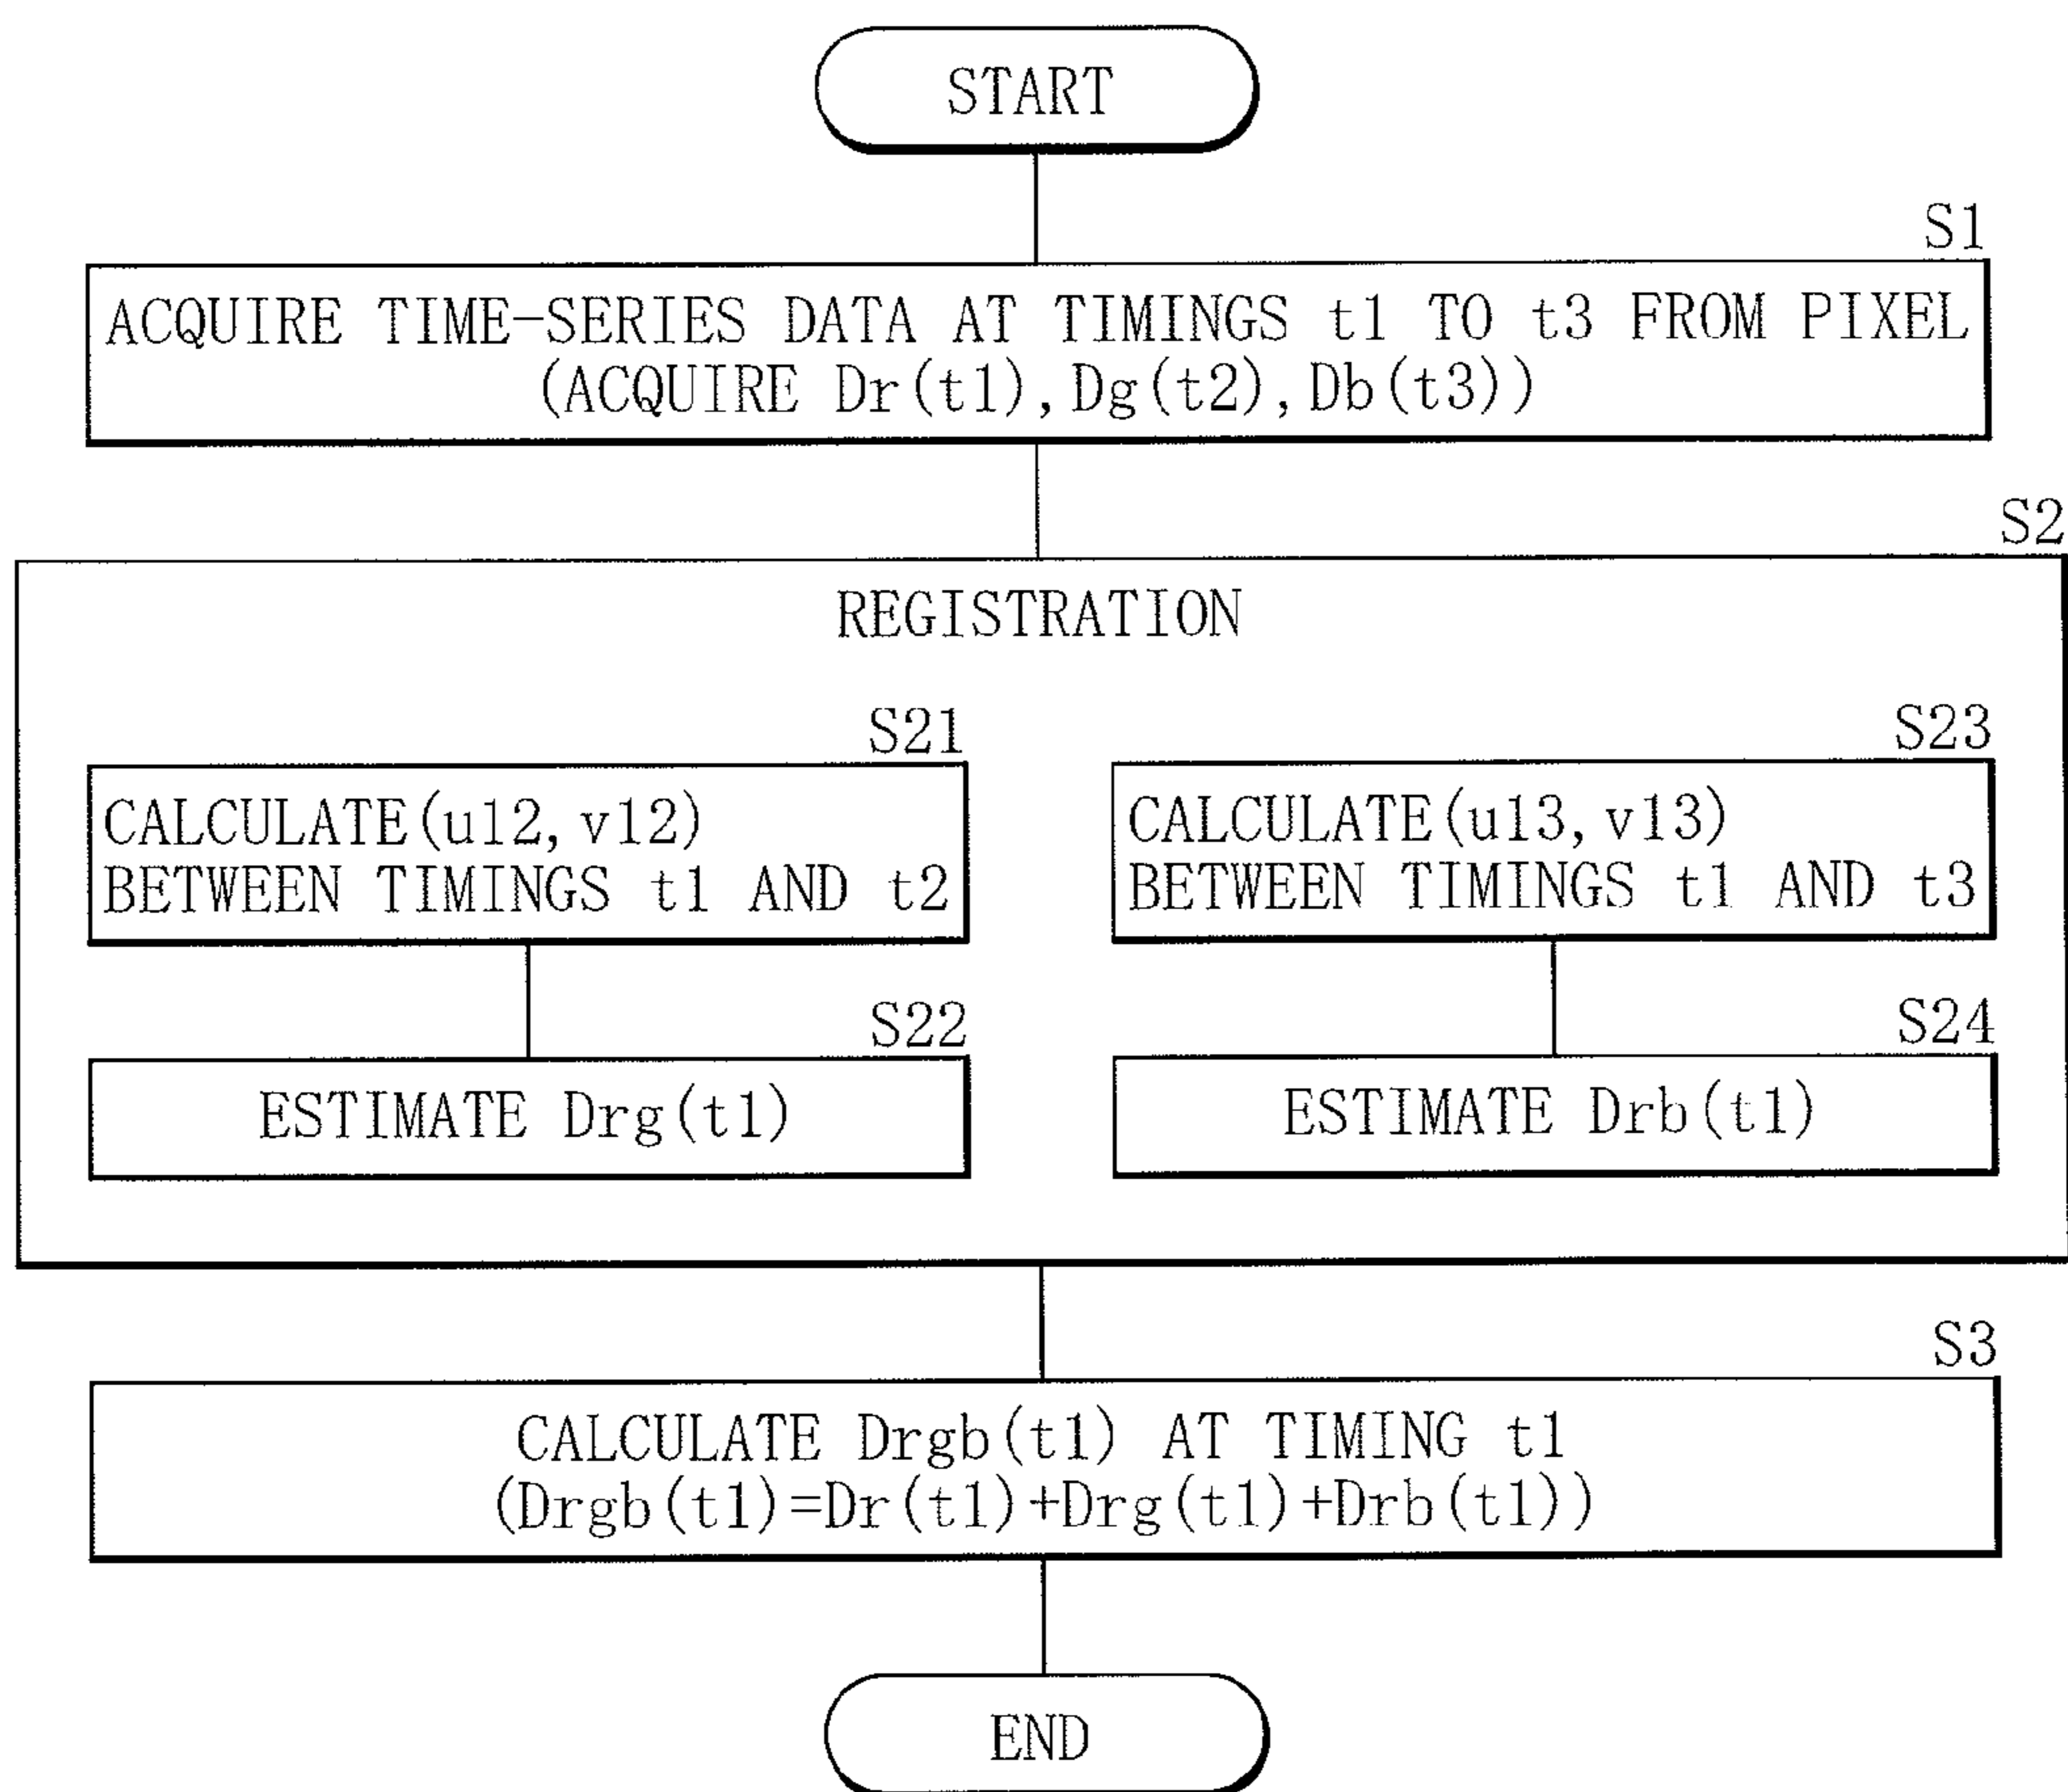 START
S1
ACQUIRE TIME-SERIES DATA AT TIMINGS t1 TO t3 FROM PIXEL
(ACQUIRE Dr(t1),Dg(t2),Db(t3))
S2
REGISTRATION
S21
CALCULATE(u12,v12)
BETWEEN TIMINGS t1 AND t2
S22
ESTIMATE Drg(t1)
S23
CALCULATE(u13,v13)
BETWEEN TIMINGS t1 AND t3
S24
ESTIMATE Drb(t1)
S3
CALCULATE Drgb(t1) AT TIMING t1
(Drgb(t1)=Dr(t1)+Drg(t1)+Drb(t1))
END